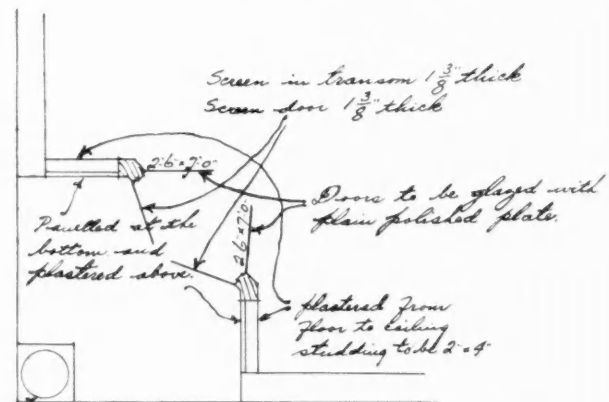 Screen in transom 1 3/8" thick
Screen door 1 3/8" thick
2'-6" × 7'-0"
Doors to be glazed with
plain polished plate.
2'-6" × 7'-0"
Panelled at the
bottom and
plastered above.
plastered from
Floor to ceiling
studding to be 2" × 4"